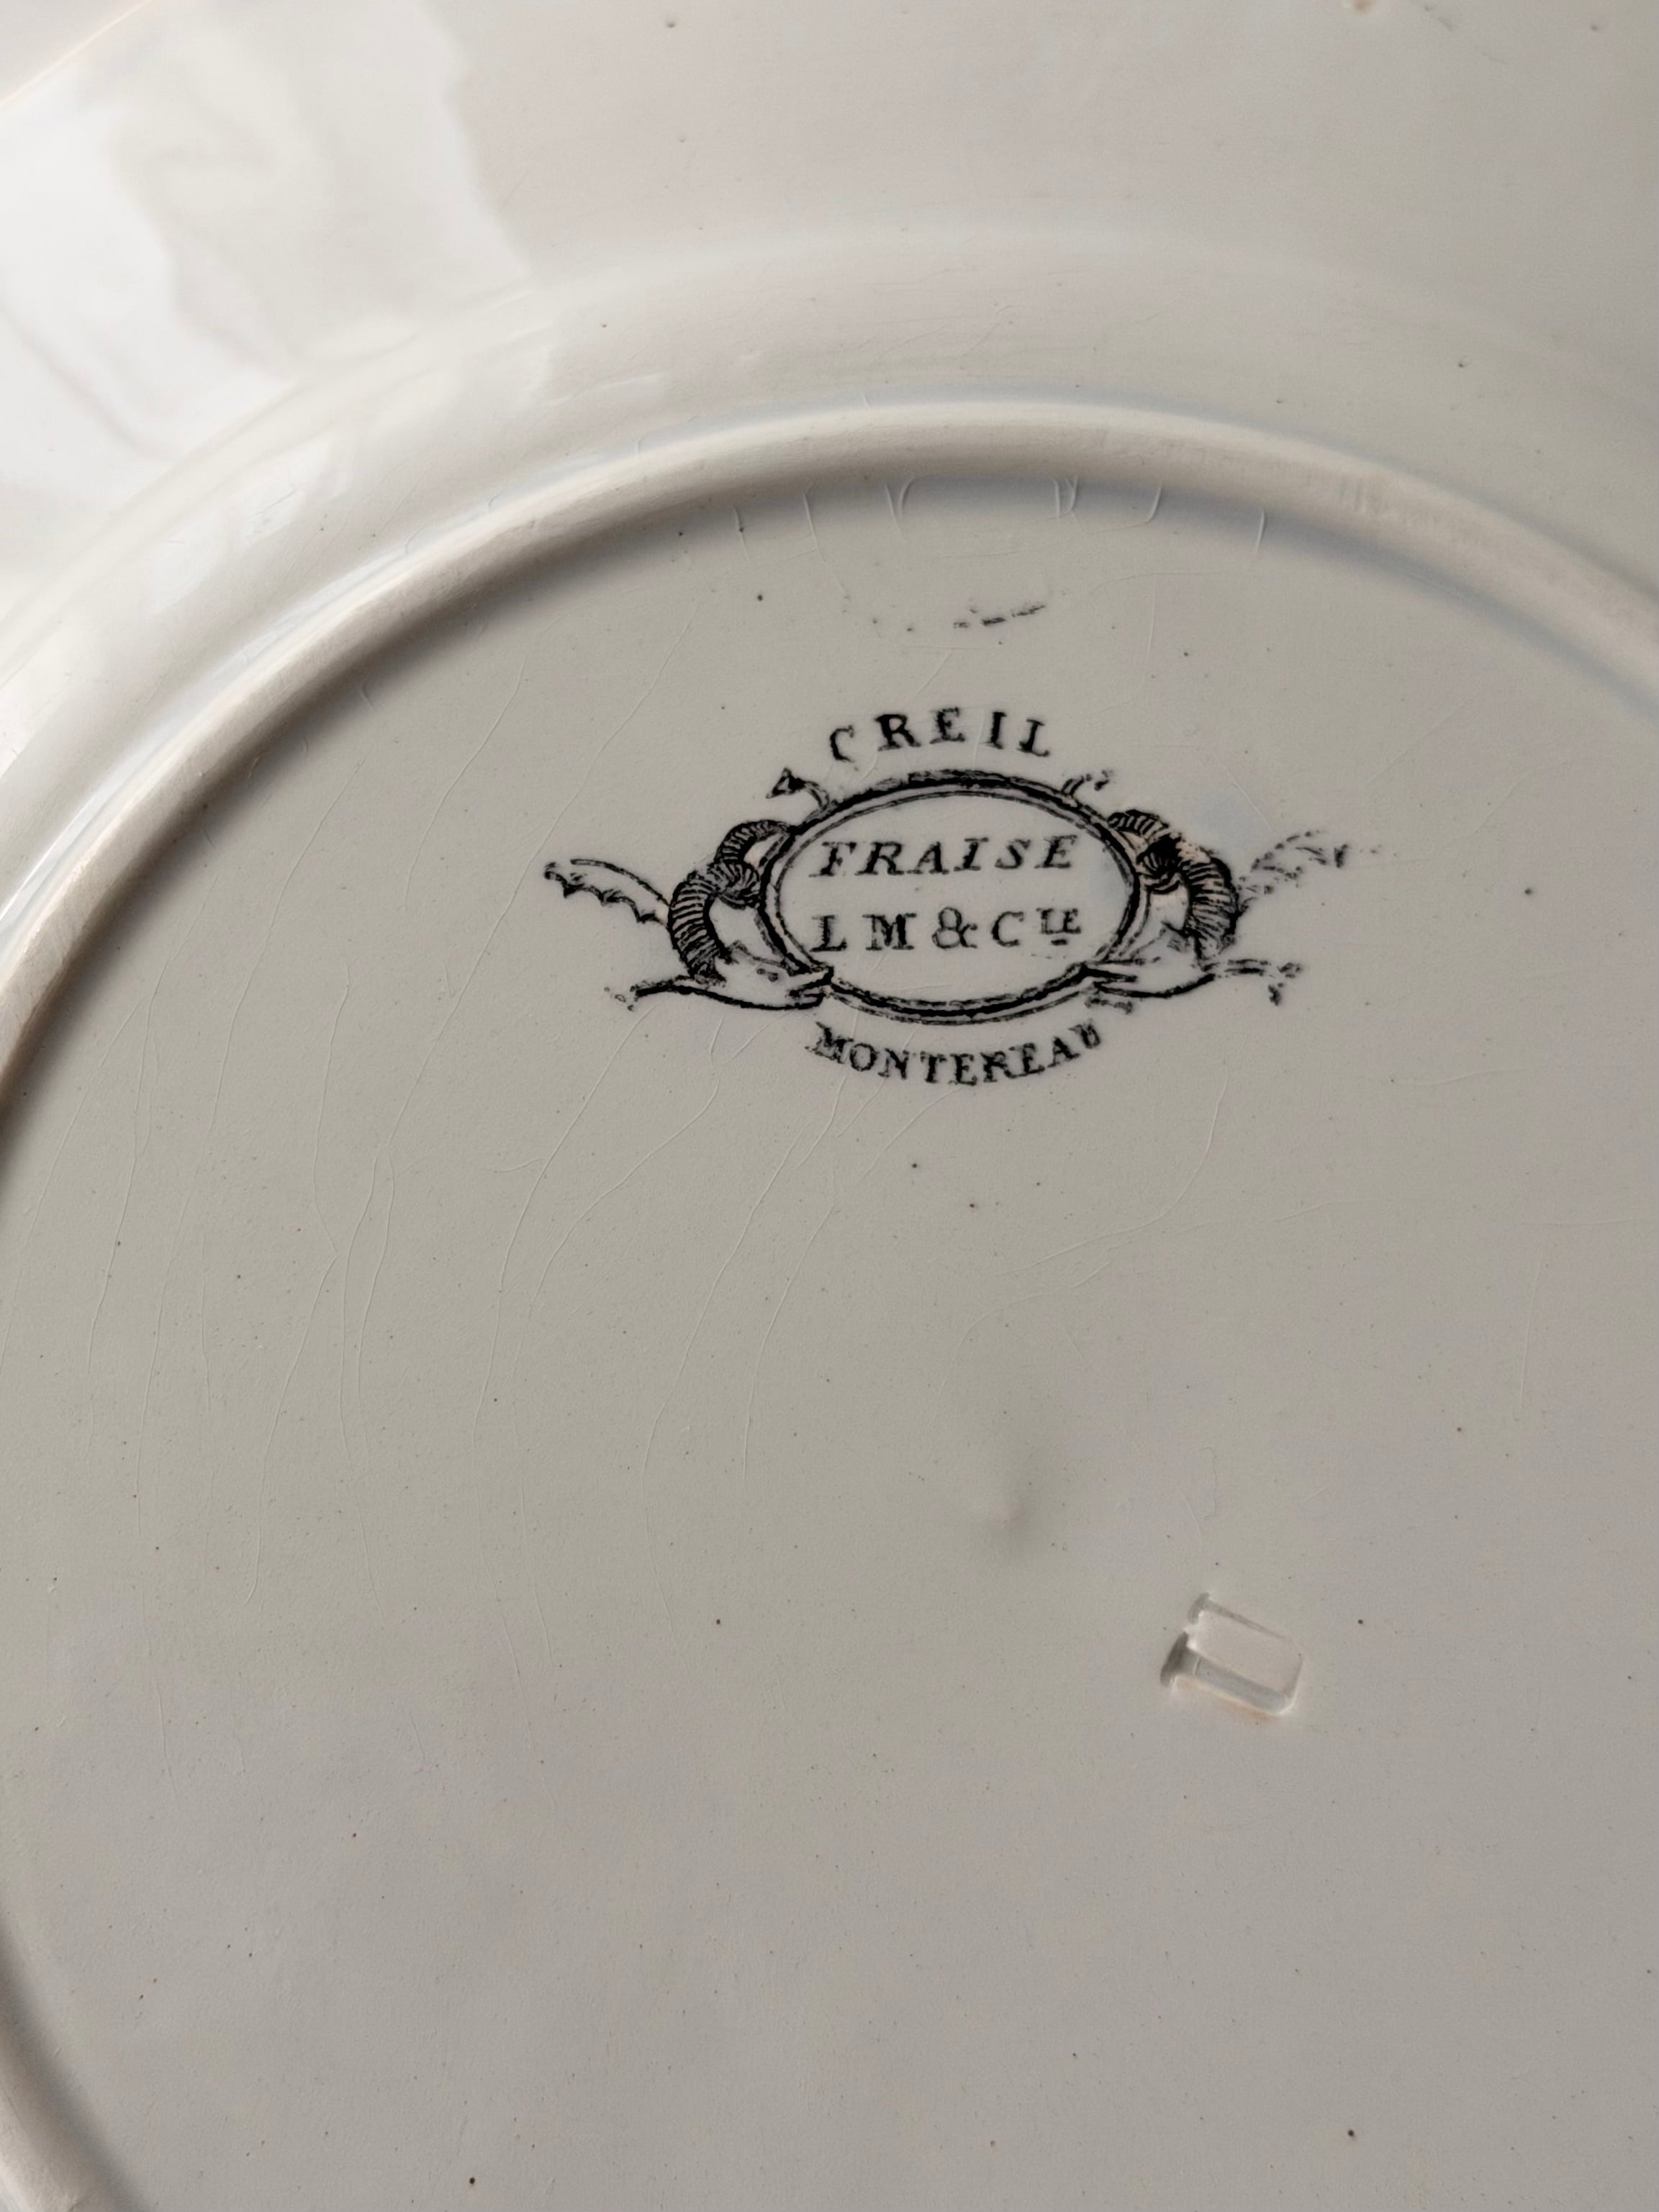 CREIL
FRAISE
LM & CIE
MONTEREAU